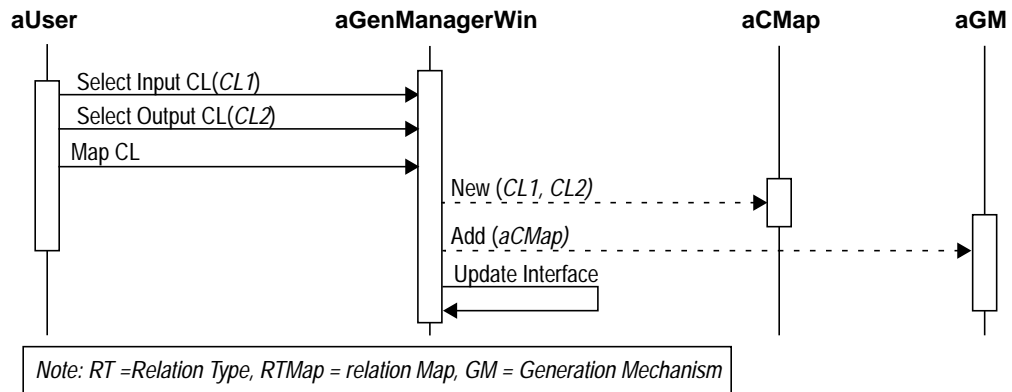 aUser aGenManagerWin aCMap aGM
Select Input CL(CL1)
Select Output CL(CL2)
Map CL
New (CL1, CL2)
Add (aCMap)
Update Interface
Note: RT =Relation Type, RTMap = relation Map, GM = Generation Mechanism